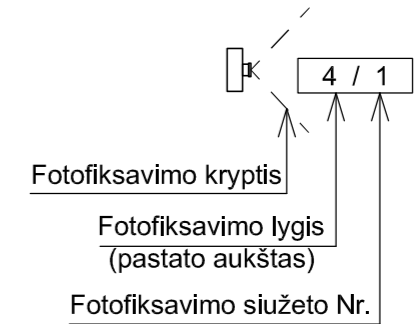 4 / 1
Fotofiksavimo kryptis
Fotofiksavimo lygis
(pastato aukštas)
Fotofiksavimo siužeto Nr.